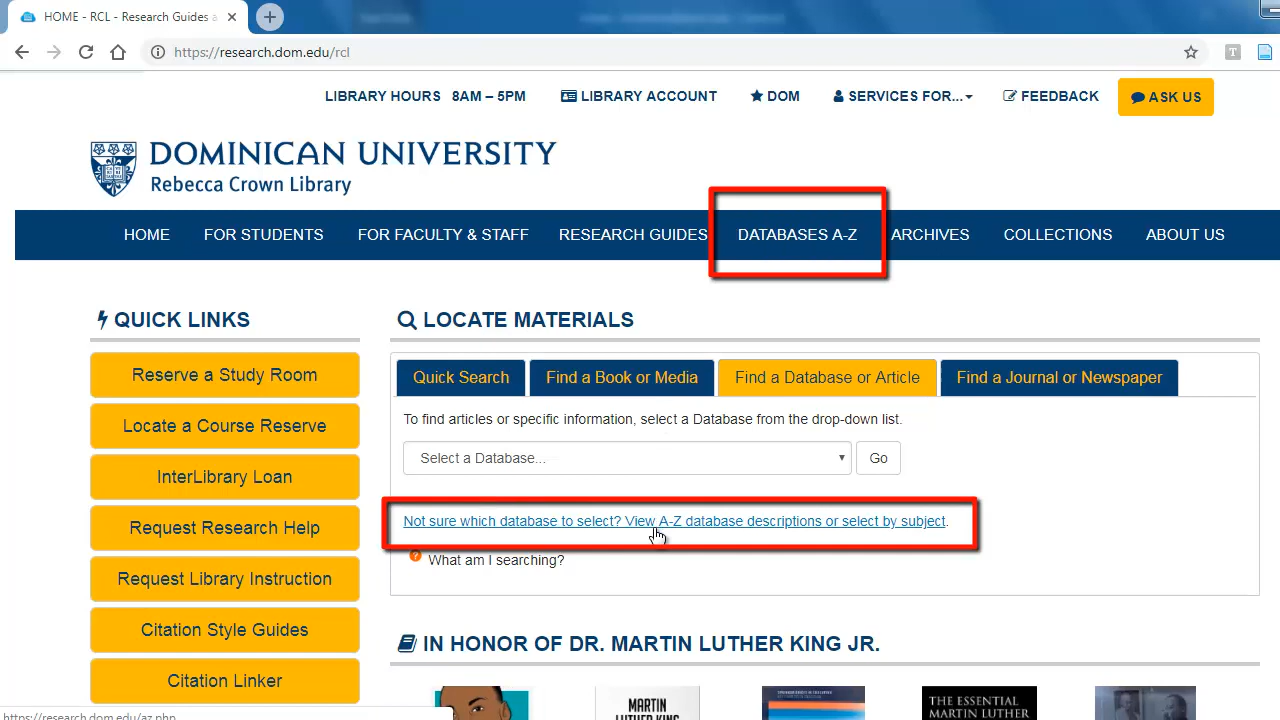 HOME - RCL - Research Guides a
https://research.dom.edu/rcl
LIBRARY HOURS 8AM – 5PM LIBRARY ACCOUNT DOM SERVICES FOR... FEEDBACK ASK US
DOMINICAN UNIVERSITY
Rebecca Crown Library
HOME FOR STUDENTS FOR FACULTY & STAFF RESEARCH GUIDES DATABASES A-Z ARCHIVES COLLECTIONS ABOUT US
QUICK LINKS
Reserve a Study Room
Locate a Course Reserve
InterLibrary Loan
Request Research Help
Request Library Instruction
Citation Style Guides
Citation Linker
LOCATE MATERIALS
Quick Search Find a Book or Media Find a Database or Article Find a Journal or Newspaper
To find articles or specific information, select a Database from the drop-down list.
Select a Database... Go
Not sure which database to select? View A-Z database descriptions or select by subject.
What am I searching?
IN HONOR OF DR. MARTIN LUTHER KING JR.
MARTIN
LUTHER KING
THE ESSENTIAL
MARTIN LUTHER
https://research.dom.edu/az.php